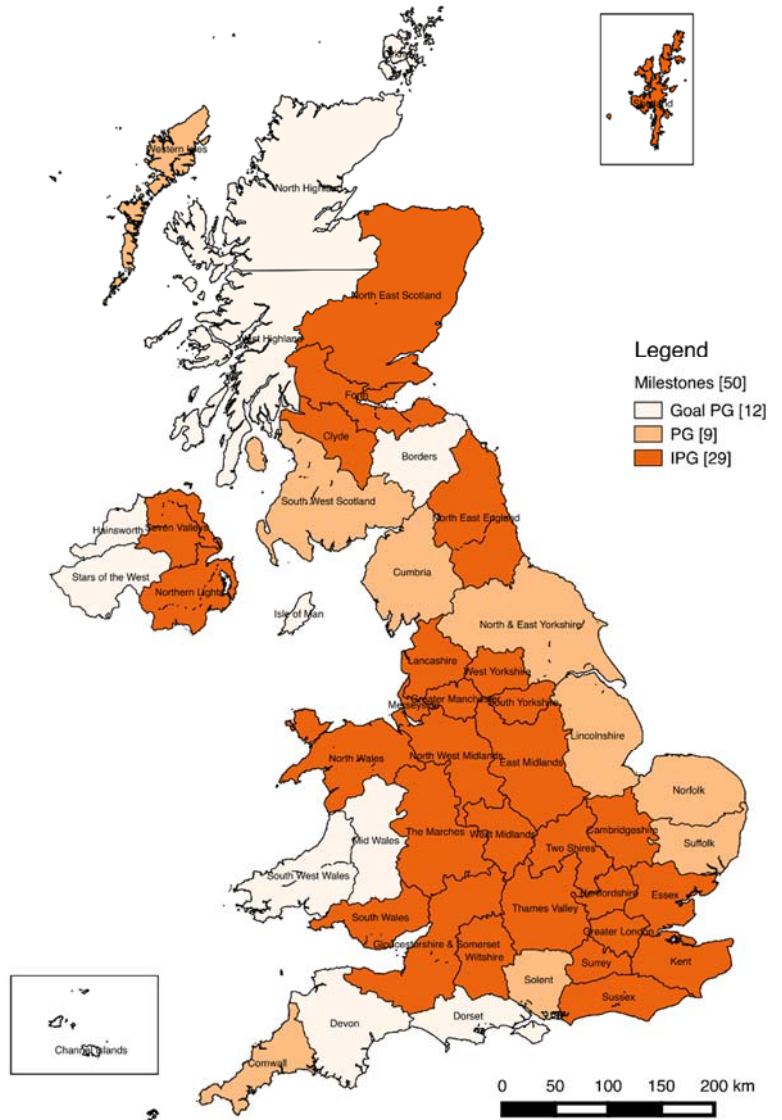 Western Isles
North Highland
North East Scotland
West Highland
Forth
Clyde
Borders
South West Scotland
North East England
Hainsworth
Seven Valleys
Stars of the West
Northern Lights
Cumbria
Isle of Man
North & East Yorkshire
Lancashire
West Yorkshire
Greater Manchester
South Yorkshire
Merseyside
Lincolnshire
North Wales
North West Midlands
East Midlands
Norfolk
The Marches
West Midlands
Cambridgeshire
Mid Wales
Two Shires
Suffolk
South West Wales
Hertfordshire
Essex
Thames Valley
South Wales
Greater London
Gloucestershire & Somerset
Wiltshire
Surrey
Kent
Solent
Sussex
Devon
Dorset
Cornwall
Channel Islands
Legend
Milestones [50]
Goal PG [12]
PG [9]
IPG [29]
0 50 100 150 200 km